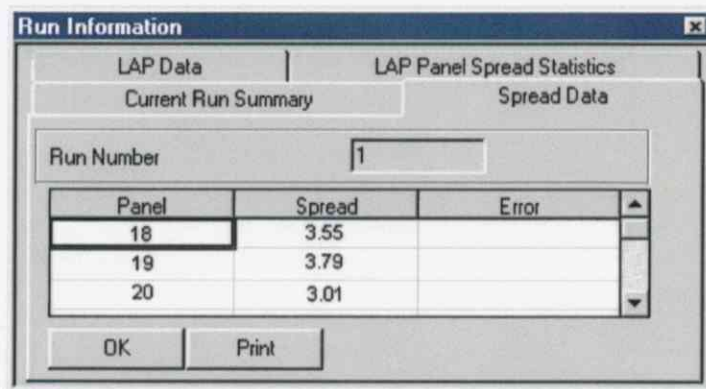 Run Information
LAP Data LAP Panel Spread Statistics
Current Run Summary Spread Data
Run Number 1
Panel Spread Error
18 3.55
19 3.79
20 3.01
OK Print